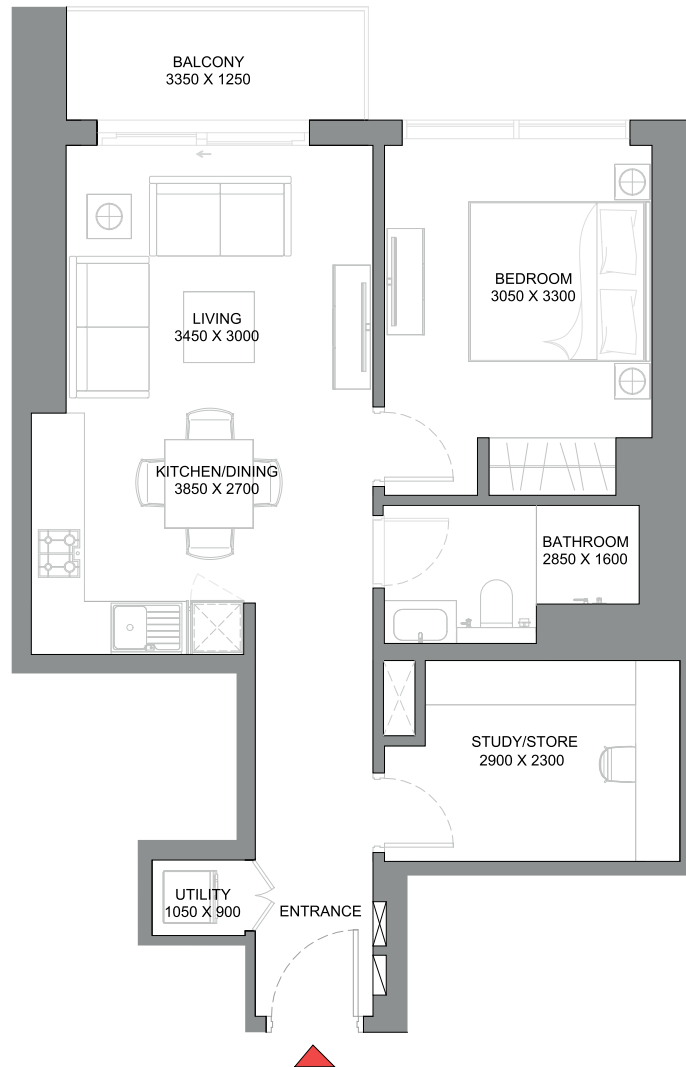 BALCONY
3350 X 1250
BEDROOM
3050 X 3300
LIVING
3450 X 3000
KITCHEN/DINING
3850 X 2700
BATHROOM
2850 X 1600
STUDY/STORE
2900 X 2300
UTILITY
1050 X 900
ENTRANCE